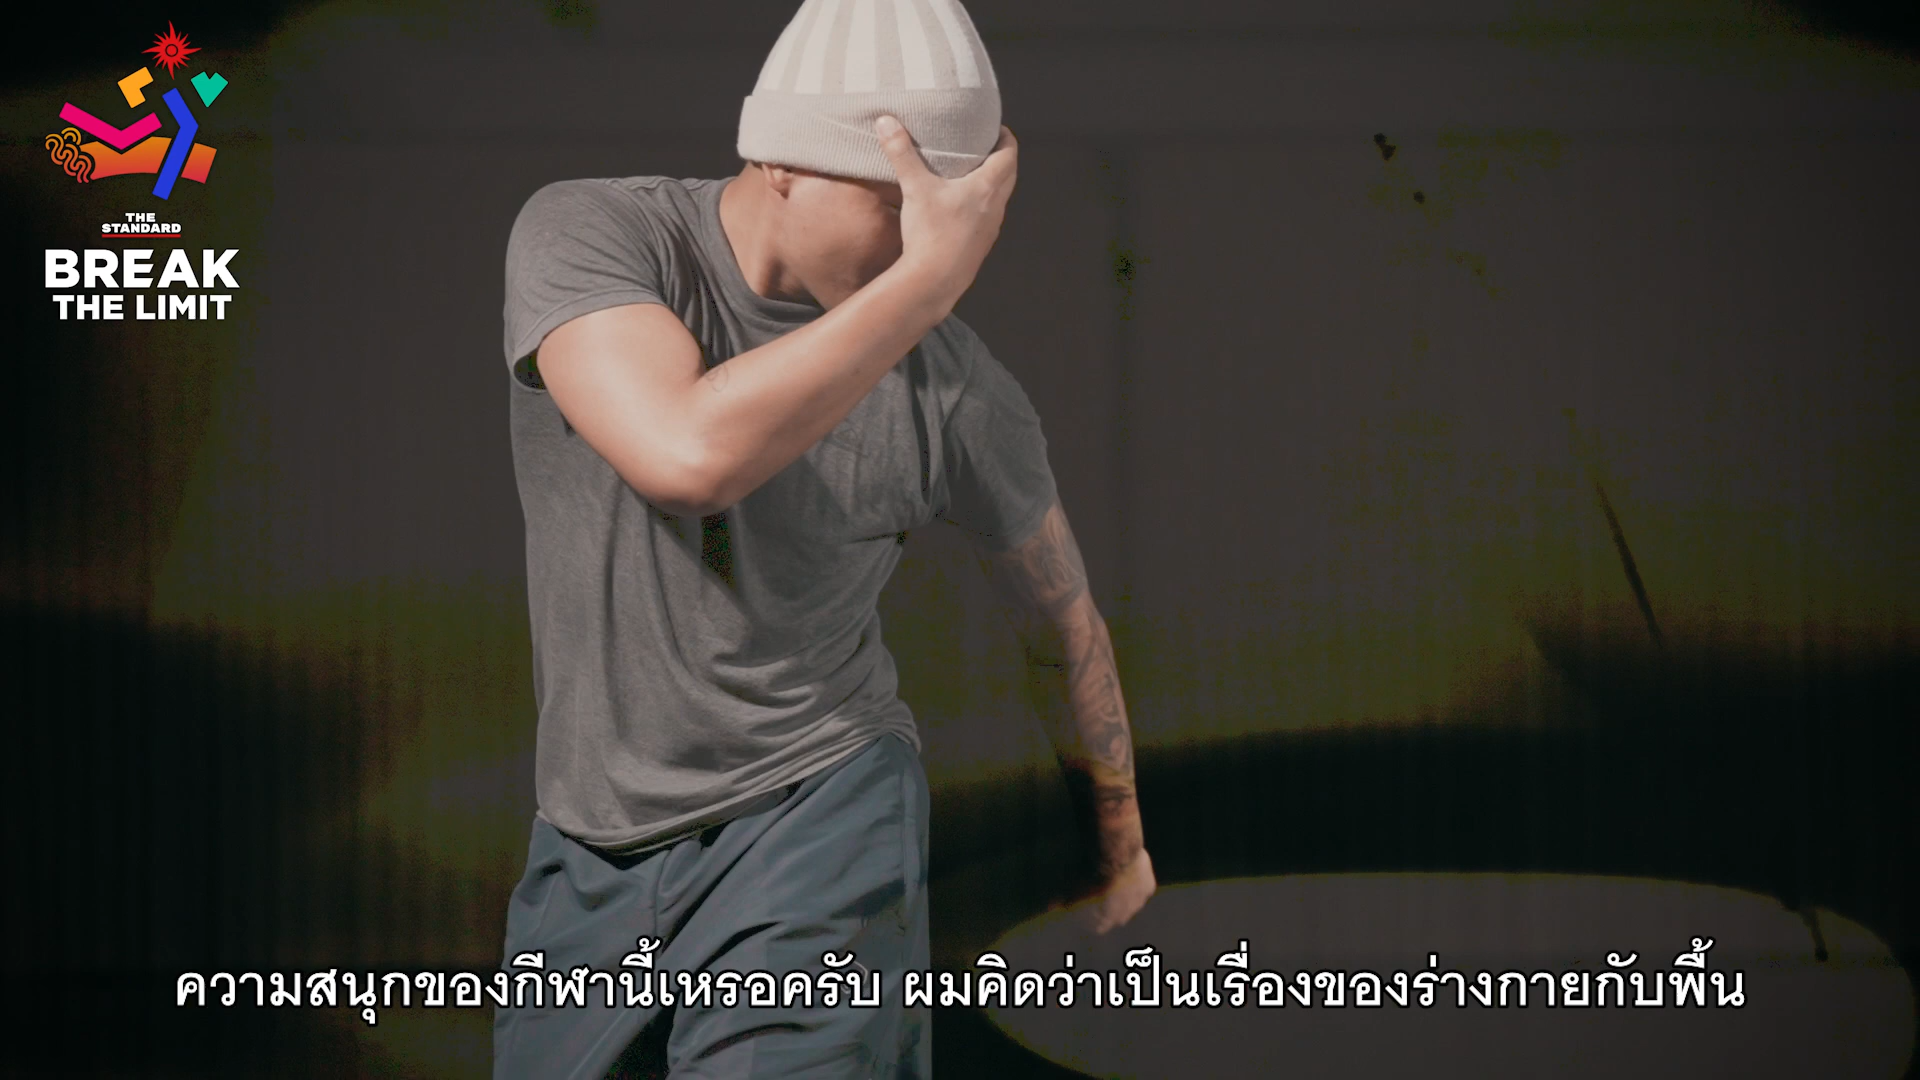 THE
STANDARD
BREAK
THE LIMIT
ความสนุกของกีฬานี้เหรอครับ ผมคิดว่าเป็นเรื่องของร่างกายกับพื้น